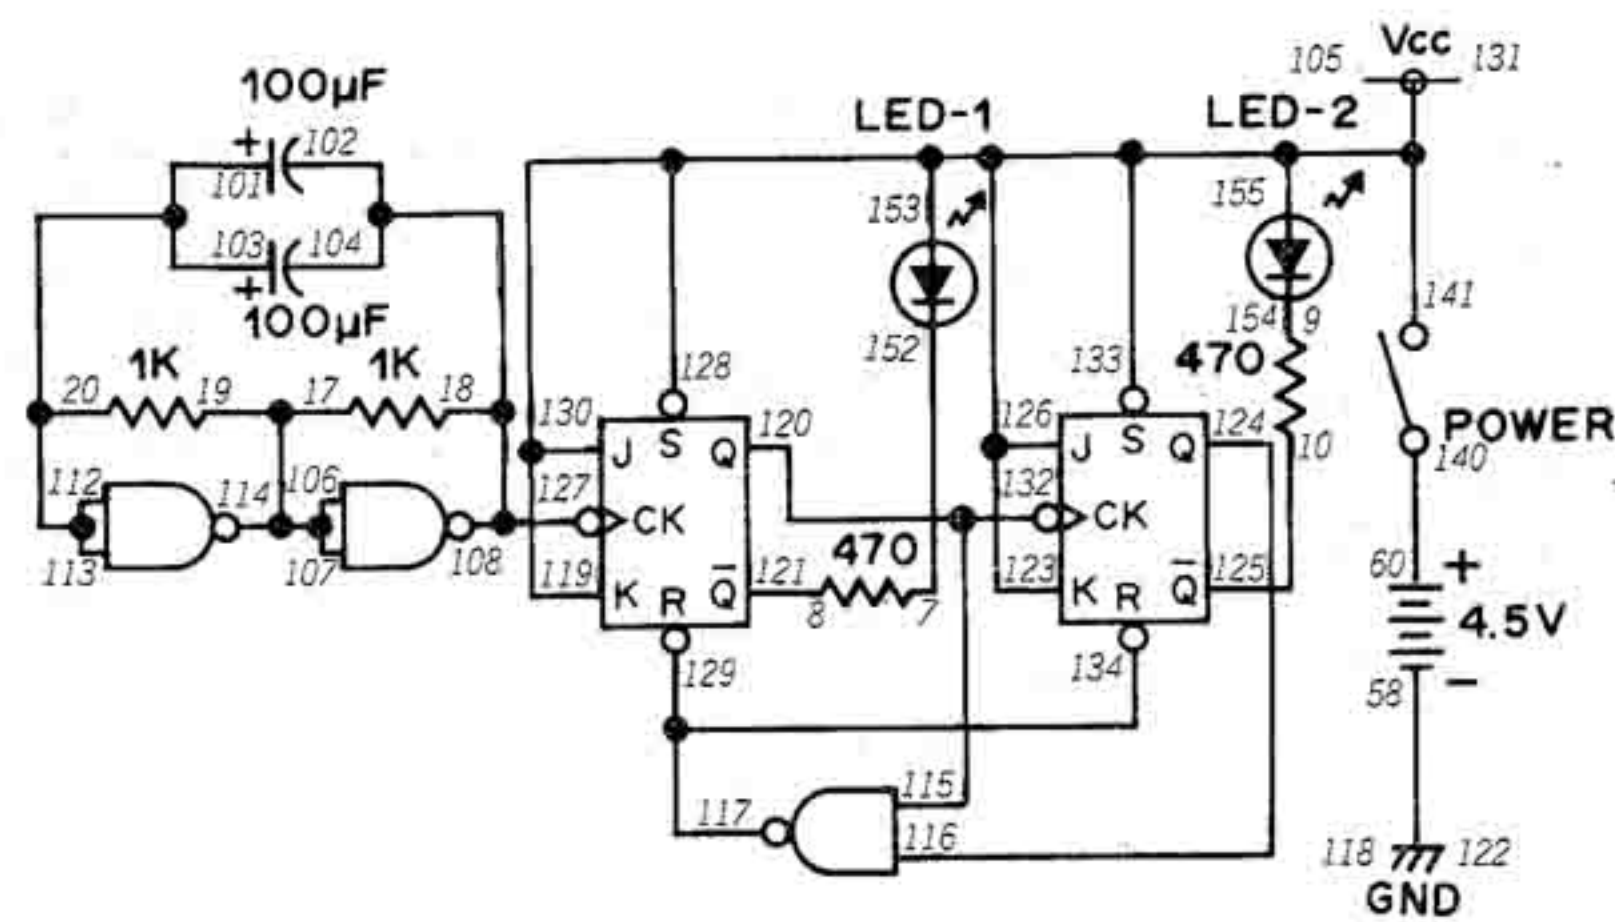 100µF
+ 102
101
103 104
+
100µF
1K 1K
20 19 17 18
112 114 106
113 107 108
LED-1 LED-2
105 Vcc 131
153 155
152 154 9
141
470
128 133
130 J S Q 120
127 CK
119 K R Q̅ 121
129
470
8 7
126 J S Q 124
132 CK
123 K R Q̅ 125
134
10
POWER
140
60 +
4.5V
58 −
117 115
116
118 122
GND